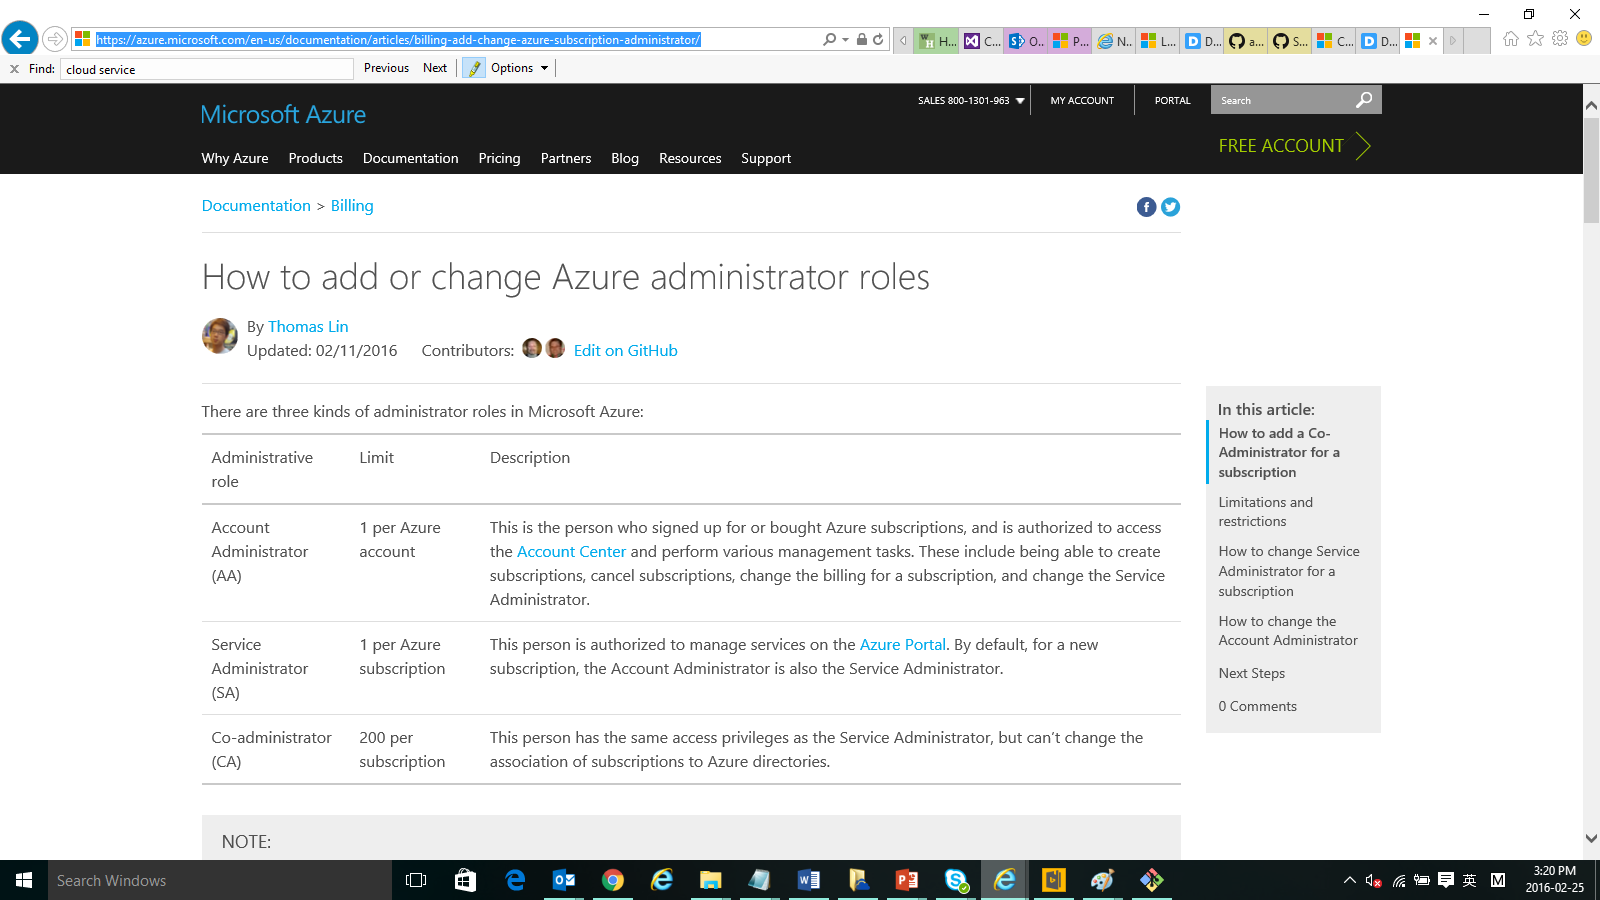 https://azure.microsoft.com/en-us/documentation/articles/billing-add-change-azure-subscription-administrator/
H... C... O... P... N... L... D... a... S... C... D...
x Find: cloud service Previous Next Options
SALES 800-1301-963 MY ACCOUNT PORTAL Search
Microsoft Azure
FREE ACCOUNT
Why Azure Products Documentation Pricing Partners Blog Resources Support
Documentation > Billing
How to add or change Azure administrator roles
By Thomas Lin
Updated: 02/11/2016 Contributors: Edit on GitHub
There are three kinds of administrator roles in Microsoft Azure:
Administrative role
Limit
Description
Account Administrator (AA)
1 per Azure account
This is the person who signed up for or bought Azure subscriptions, and is authorized to access
the Account Center and perform various management tasks. These include being able to create
subscriptions, cancel subscriptions, change the billing for a subscription, and change the Service
Administrator.
Service Administrator (SA)
1 per Azure subscription
This person is authorized to manage services on the Azure Portal. By default, for a new
subscription, the Account Administrator is also the Service Administrator.
Co-administrator (CA)
200 per subscription
This person has the same access privileges as the Service Administrator, but can't change the
association of subscriptions to Azure directories.
NOTE:
In this article:
How to add a Co-
Administrator for a
subscription
Limitations and
restrictions
How to change Service
Administrator for a
subscription
How to change the
Account Administrator
Next Steps
0 Comments
Search Windows
英 M
3:20 PM
2016-02-25